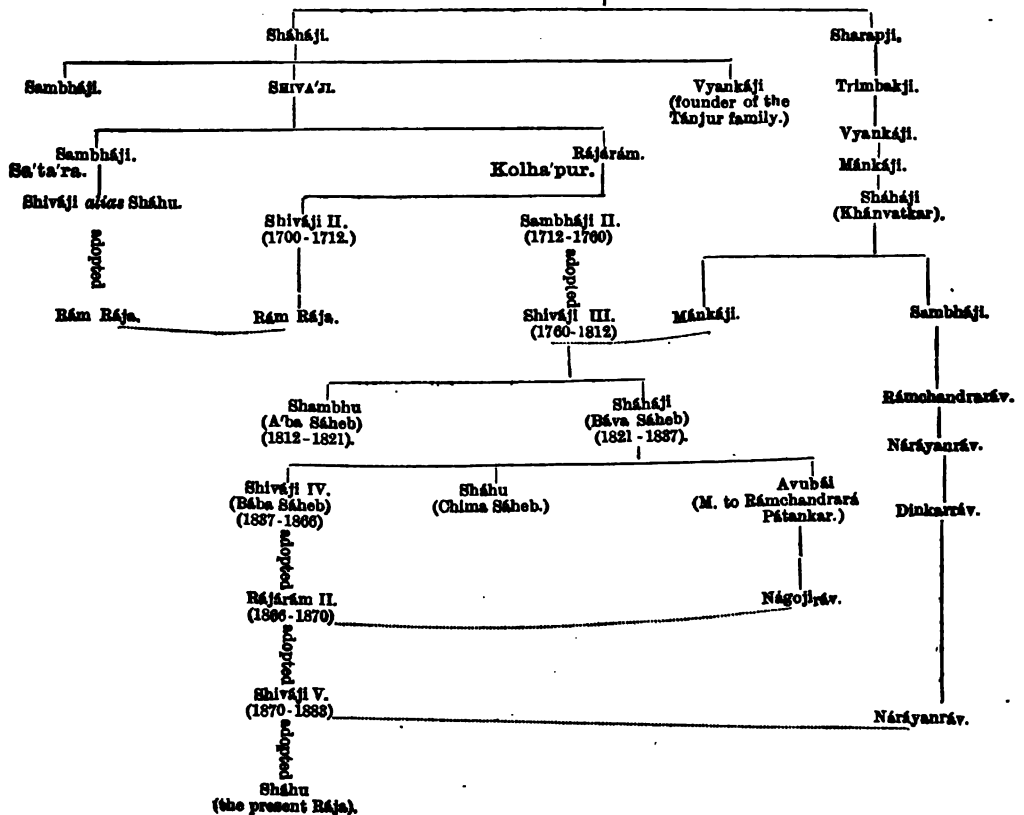 Sháháji. Sharapji.
Sambháji. SHIVA'JI. Vyankáji Trimbakji.
(founder of the
Tánjur family.)
Vyankáji.
Sambháji. Rájárám.
Sa'ta'ra. Kolha'pur. Mánkáji.
Shiváji alias Sháhu. Sháháji
(Khánvatkar).
Shiváji II. Sambháji II.
(1700-1712.) (1712-1760)
adopted adopted
Rám Rája. Rám Rája. Shiváji III. Mánkáji. Sambháji.
(1760-1812)
Shambhu Sháháji Rámchandraráv.
(A'ba Sáheb) (Báva Sáheb)
(1812-1821). (1821-1837).
Náráyanráv.
Shiváji IV. Sháhu Avubái
(Bába Sáheb) (Chima Sáheb.) (M. to Rámchandrará
(1837-1866) Pátankar.) Dinkarráv.
adopted
Rájárám II. Nágojiráv.
(1866-1870)
adopted
Shiváji V.
(1870-1883) Náráyanráv.
adopted
Sháhu
(the present Rája).